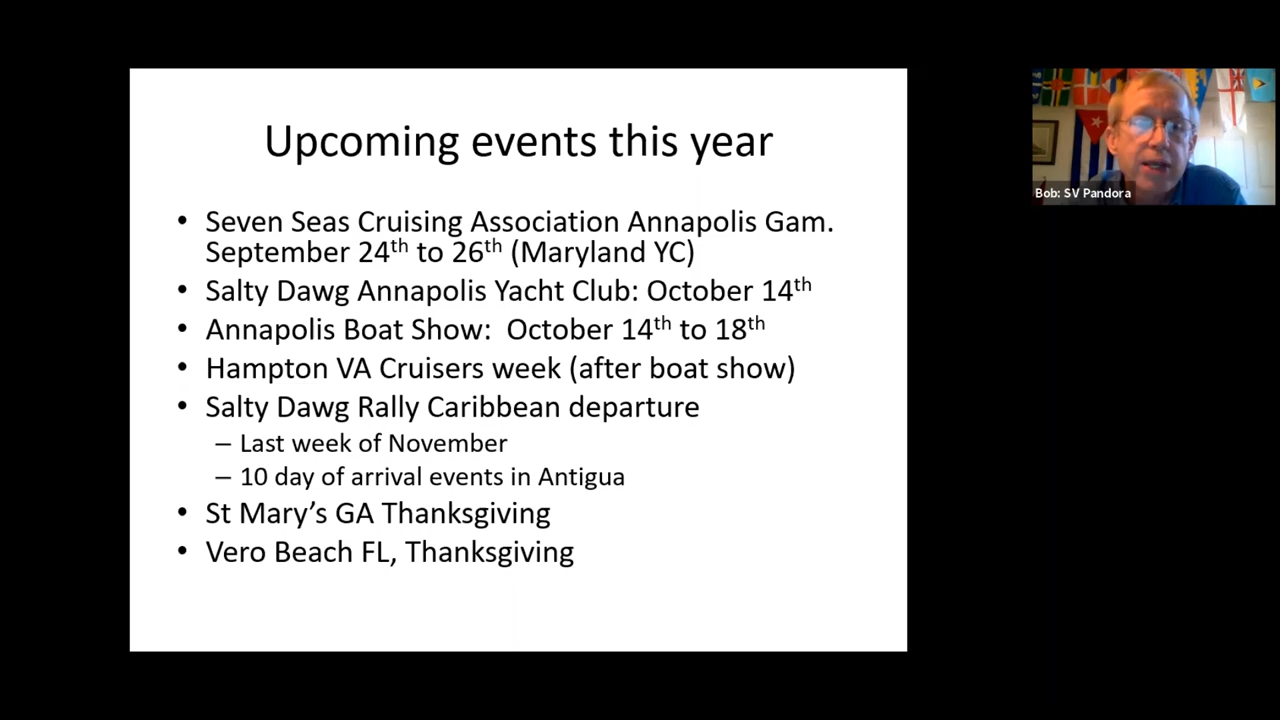 Upcoming events this year
• Seven Seas Cruising Association Annapolis Gam.
September 24th to 26th (Maryland YC)
• Salty Dawg Annapolis Yacht Club: October 14th
• Annapolis Boat Show:  October 14th to 18th
• Hampton VA Cruisers week (after boat show)
• Salty Dawg Rally Caribbean departure
– Last week of November
– 10 day of arrival events in Antigua
• St Mary’s GA Thanksgiving
• Vero Beach FL, Thanksgiving
Bob: SV Pandora